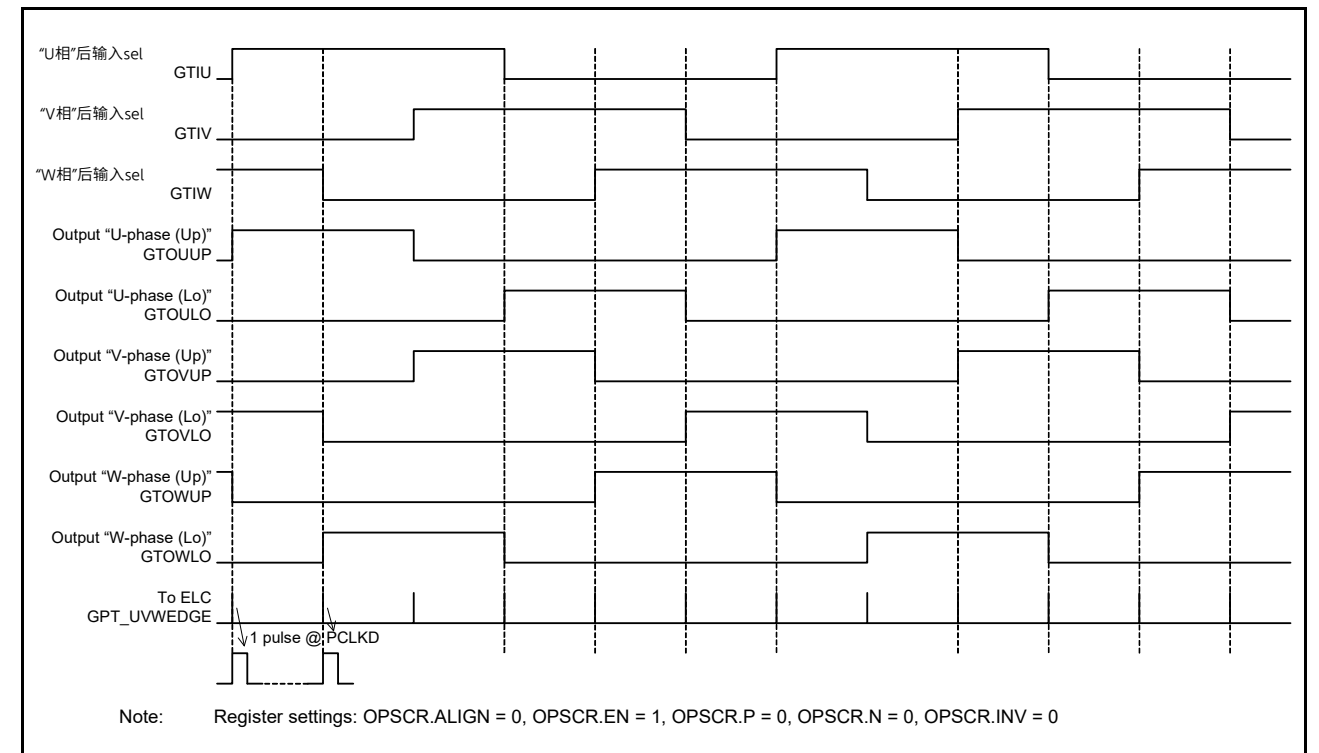 “U相”后输入sel
GTIU
“V相”后输入sel
GTIV
“W相”后输入sel
GTIW
Output “U-phase (Up)”
GTOUUP
Output “U-phase (Lo)”
GTOULO
Output “V-phase (Up)”
GTOVUP
Output “V-phase (Lo)”
GTOVLO
Output “W-phase (Up)”
GTOWUP
Output “W-phase (Lo)”
GTOWLO
To ELC
GPT_UVWEDGE
1 pulse @ PCLKD
Note: Register settings: OPSCR.ALIGN = 0, OPSCR.EN = 1, OPSCR.P = 0, OPSCR.N = 0, OPSCR.INV = 0